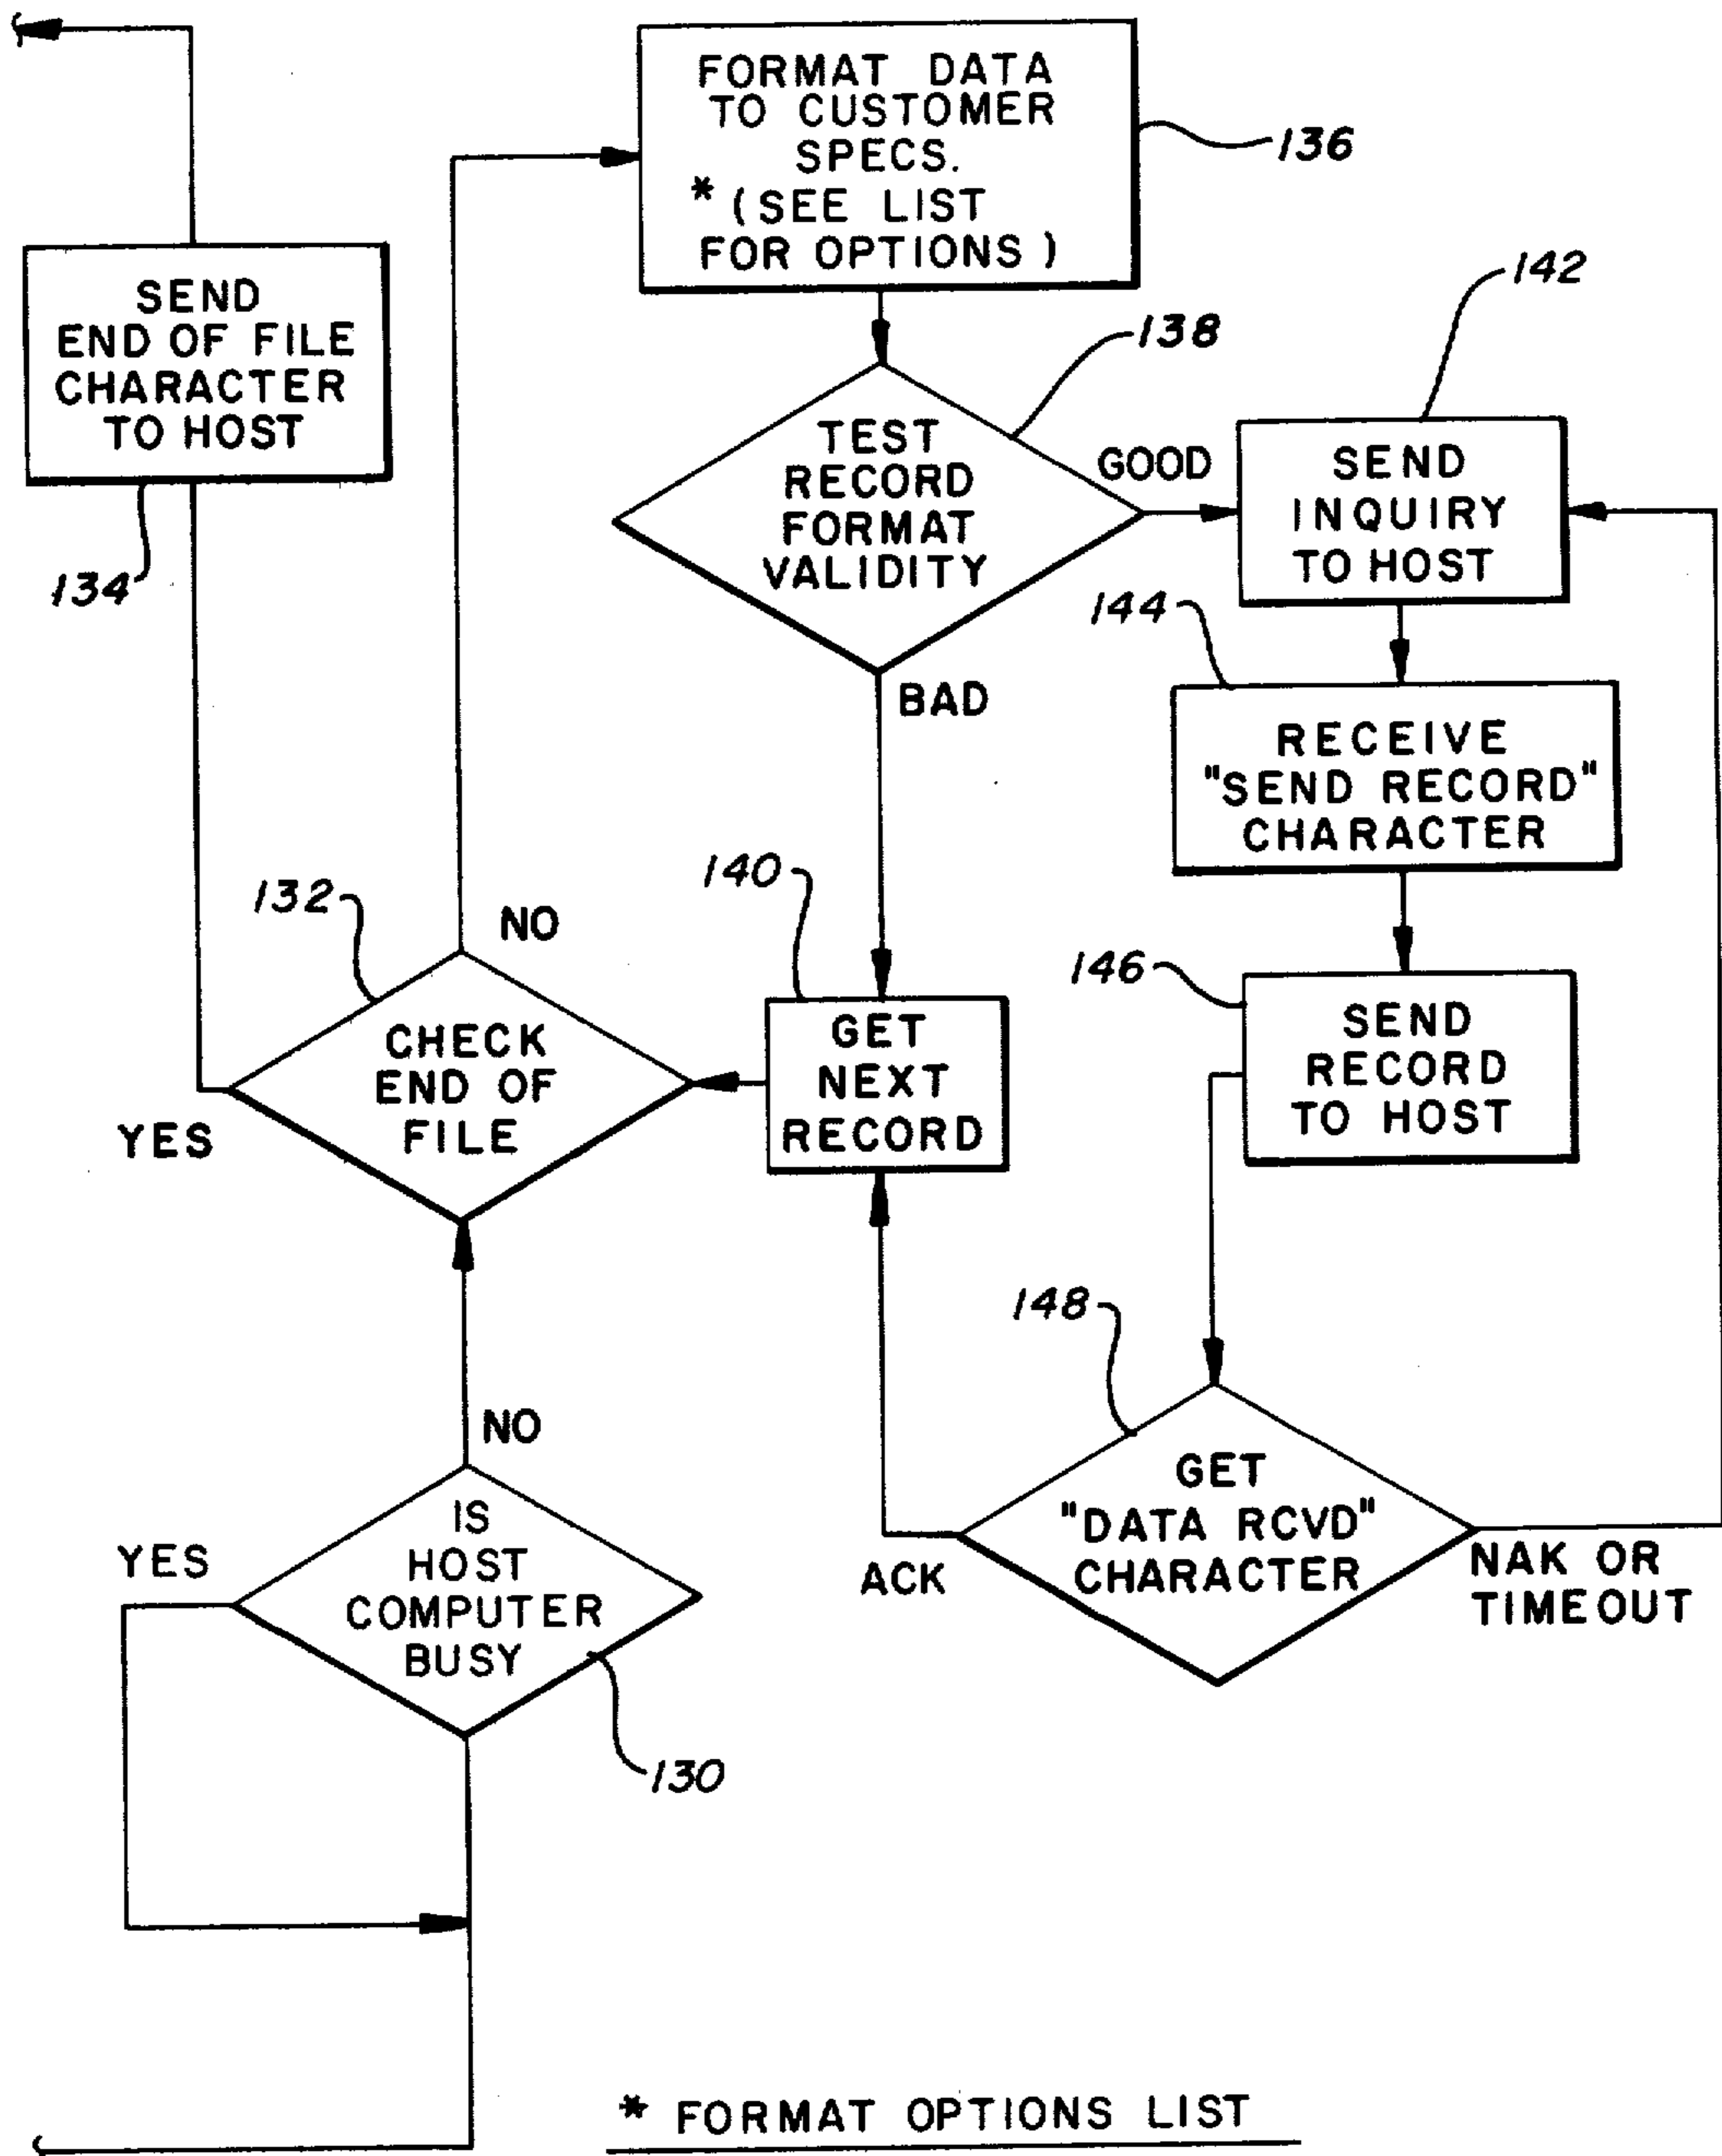 FORMAT DATA
TO CUSTOMER
SPECS.
* (SEE LIST
FOR OPTIONS)
136
SEND
END OF FILE
CHARACTER
TO HOST
134
138
TEST
RECORD
FORMAT
VALIDITY
GOOD
BAD
142
SEND
INQUIRY
TO HOST
144
RECEIVE
"SEND RECORD"
CHARACTER
132
NO
CHECK
END OF
FILE
YES
140
GET
NEXT
RECORD
146
SEND
RECORD
TO HOST
148
GET
"DATA RCVD"
CHARACTER
ACK
NAK OR
TIMEOUT
NO
YES
IS
HOST
COMPUTER
BUSY
130
* FORMAT OPTIONS LIST